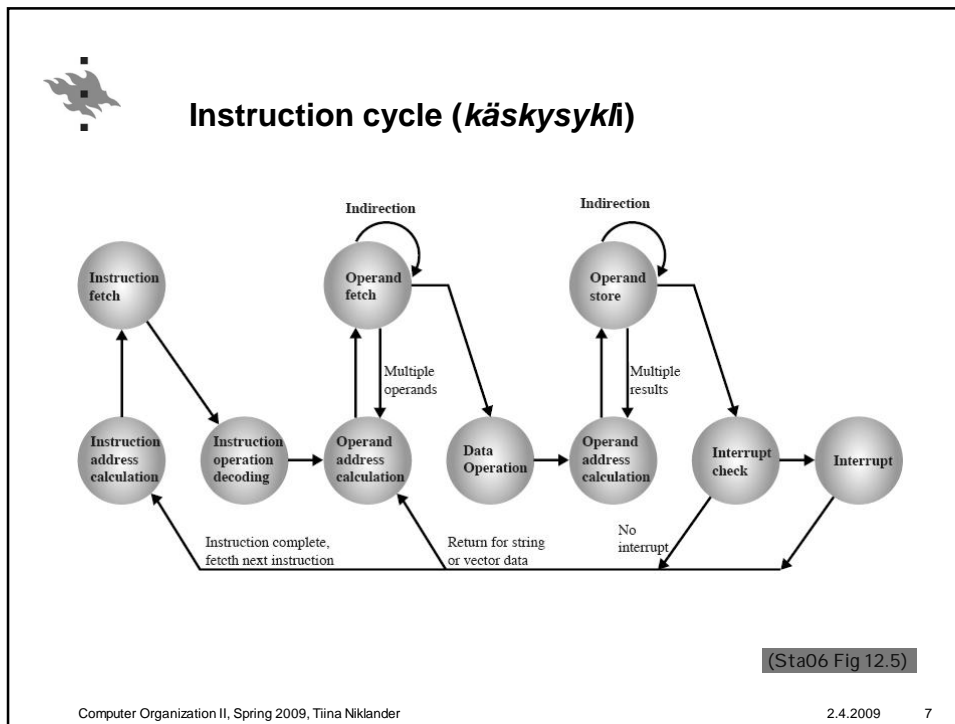 Instruction cycle (käskysykli)
Indirection
Indirection
Instruction
fetch
Operand
fetch
Operand
store
Multiple
operands
Multiple
results
Instruction
address
calculation
Instruction
operation
decoding
Operand
address
calculation
Data
Operation
Operand
address
calculation
Interrupt
check
Interrupt
Instruction complete,
fetcth next instruction
Return for string
or vector data
No
interrupt
(Sta06 Fig 12.5)
Computer Organization II, Spring 2009, Tiina Niklander
2.4.2009
7